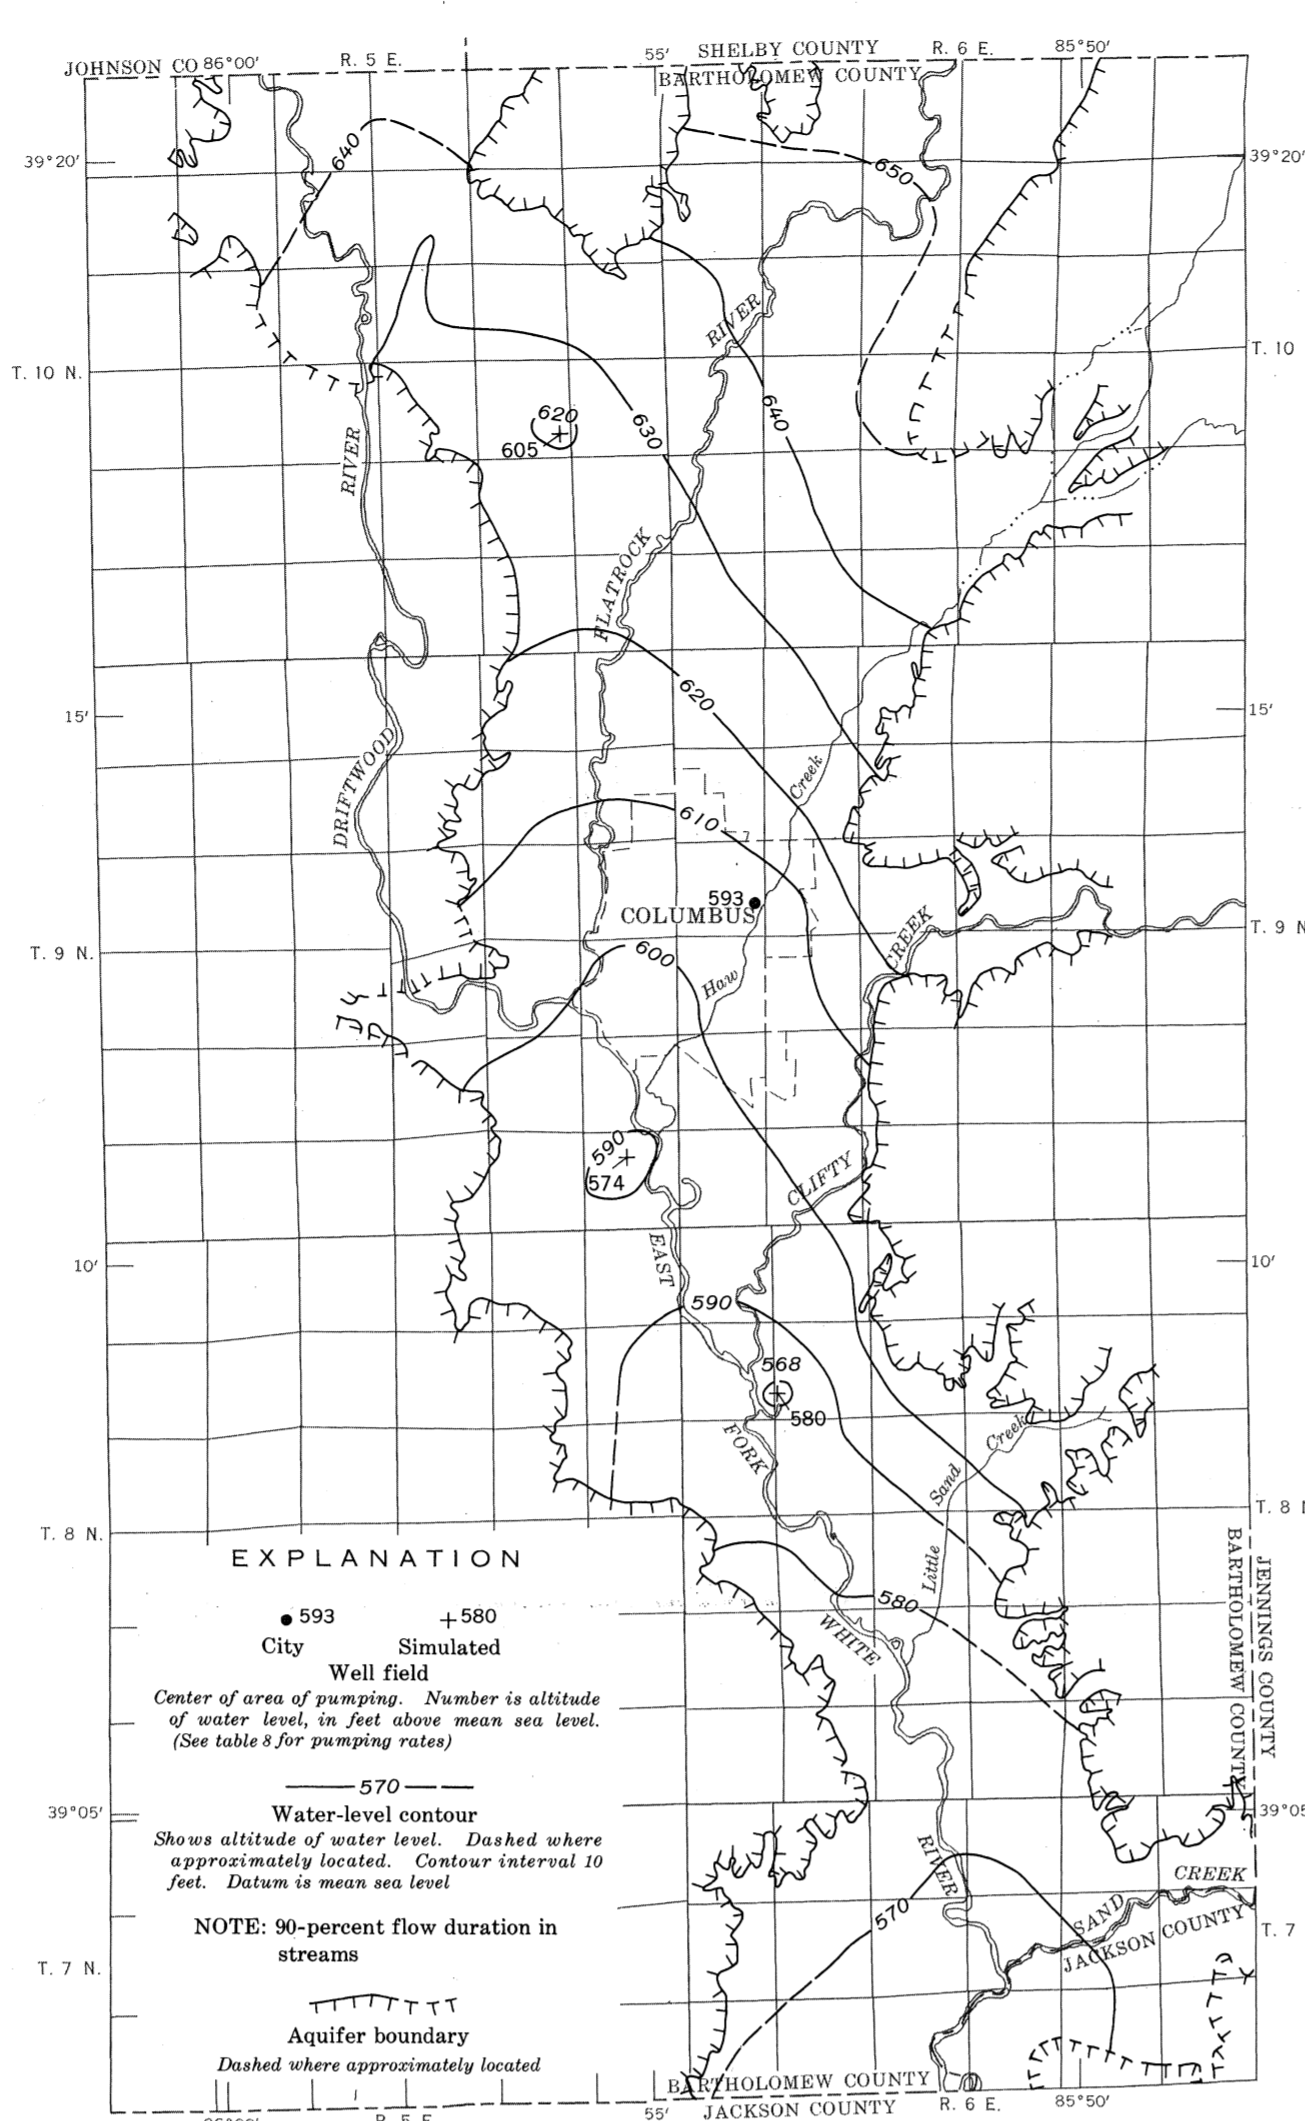 SHELBY COUNTY
JOHNSON CO 86°00′ R. 5 E. 55′ R. 6 E. 85°50′
BARTHOLOMEW COUNTY
39°20′ 640 650 39°20′
RIVER
T. 10 N. T. 10
640
620 630
605
RIVER
FLATROCK
620
15′ 15′
DRIFTWOOD Creek
610
593
COLUMBUS
CREEK T. 9 N
T. 9 N. 600
Haw
590
574 CLIFTY
EAST
10′ 10′
590
568
580
FORK Creek
Sand
T. 8 N. T. 8
Little
580
WHITE
JENNINGS COUNTY
BARTHOLOMEW COUNTY
EXPLANATION
593 580
City Simulated
Well field
Center of area of pumping. Number is altitude
of water level, in feet above mean sea level.
(See table 8 for pumping rates)
570
Water-level contour
Shows altitude of water level. Dashed where
approximately located. Contour interval 10
feet. Datum is mean sea level
NOTE: 90-percent flow duration in
streams
Aquifer boundary
Dashed where approximately located
39°05′ 39°05
RIVER
CREEK
570 SAND
JACKSON COUNTY
T. 7 N. T. 7
BARTHOLOMEW COUNTY
55′ JACKSON COUNTY R. 6 E. 85°50′